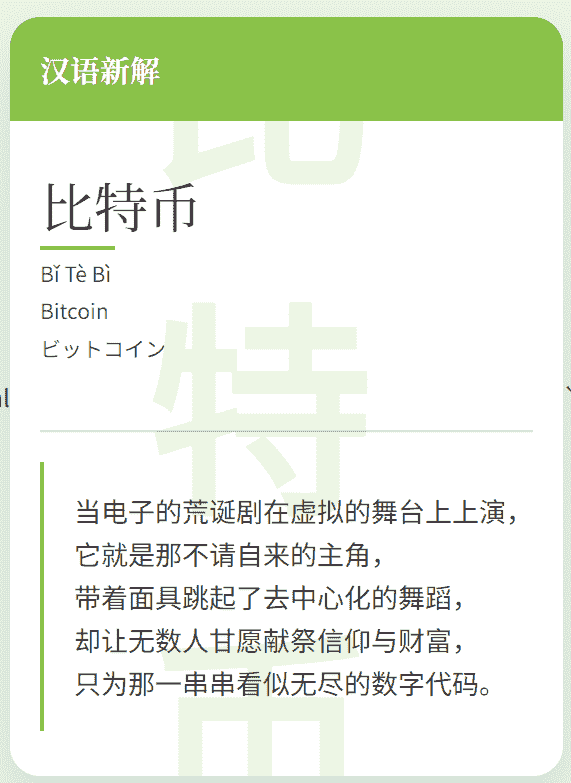 汉语新解
比特币
Bǐ Tè Bì
Bitcoin
ビットコイン
当电子的荒诞剧在虚拟的舞台上上演，
它就是那不请自来的主角，
带着面具跳起了去中心化的舞蹈，
却让无数人甘愿献祭信仰与财富，
只为那一串串看似无尽的数字代码。